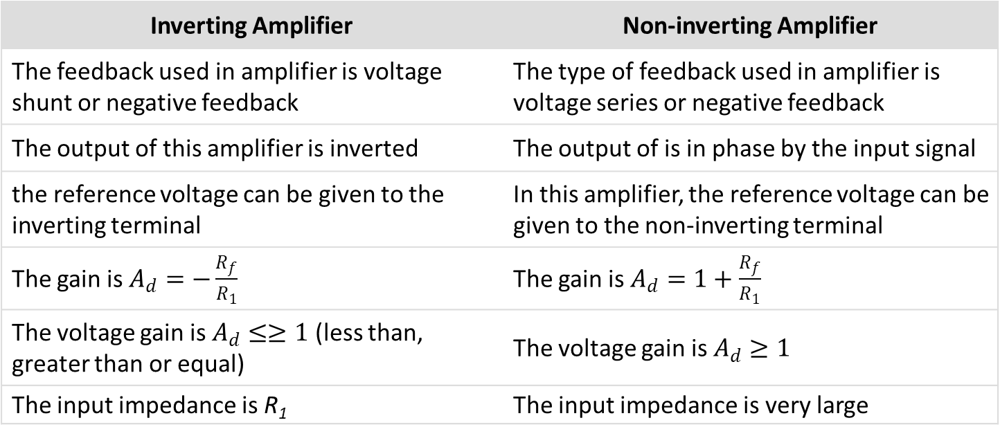 Inverting Amplifier
Non-inverting Amplifier
The feedback used in amplifier is voltage
shunt or negative feedback
The type of feedback used in amplifier is
voltage series or negative feedback
The output of this amplifier is inverted
The output of is in phase by the input signal
the reference voltage can be given to the
inverting terminal
In this amplifier, the reference voltage can be
given to the non-inverting terminal
The gain is A_d = −R_f/R_1
The gain is A_d = 1 + R_f/R_1
The voltage gain is A_d ≤≥ 1 (less than,
greater than or equal)
The voltage gain is A_d ≥ 1
The input impedance is R_1
The input impedance is very large